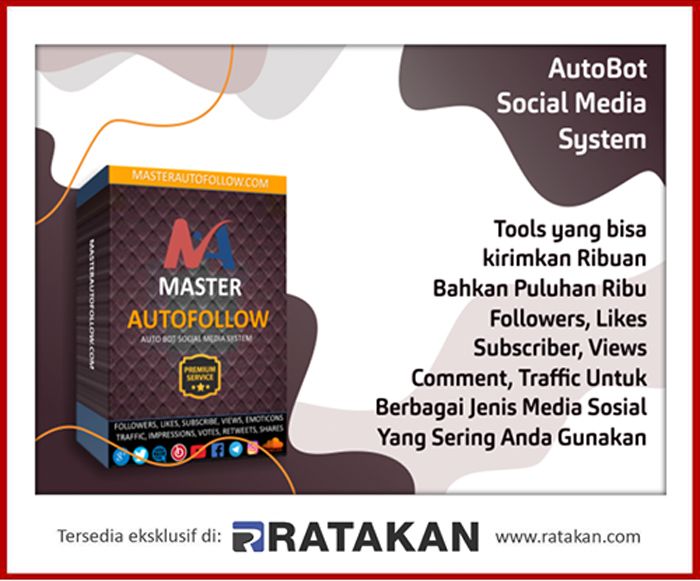 AutoBot
Social Media
System
MASTERAUTOFOLLOW.COM
MASTERAUTOFOLLOW.COM
MA
MASTER
AUTOFOLLOW
AUTO BOT SOCIAL MEDIA SYSTEM
PREMIUM
SERVICE
FOLLOWERS, LIKES, SUBSCRIBE, VIEWS, EMOTICONS
TRAFFIC, IMPRESSIONS, VOTES, RETWEETS, SHARES
Tools yang bisa
kirimkan Ribuan
Bahkan Puluhan Ribu
Followers, Likes
Subscriber, Views
Comment, Traffic Untuk
Berbagai Jenis Media Sosial
Yang Sering Anda Gunakan
Tersedia eksklusif di: RATAKAN www.ratakan.com